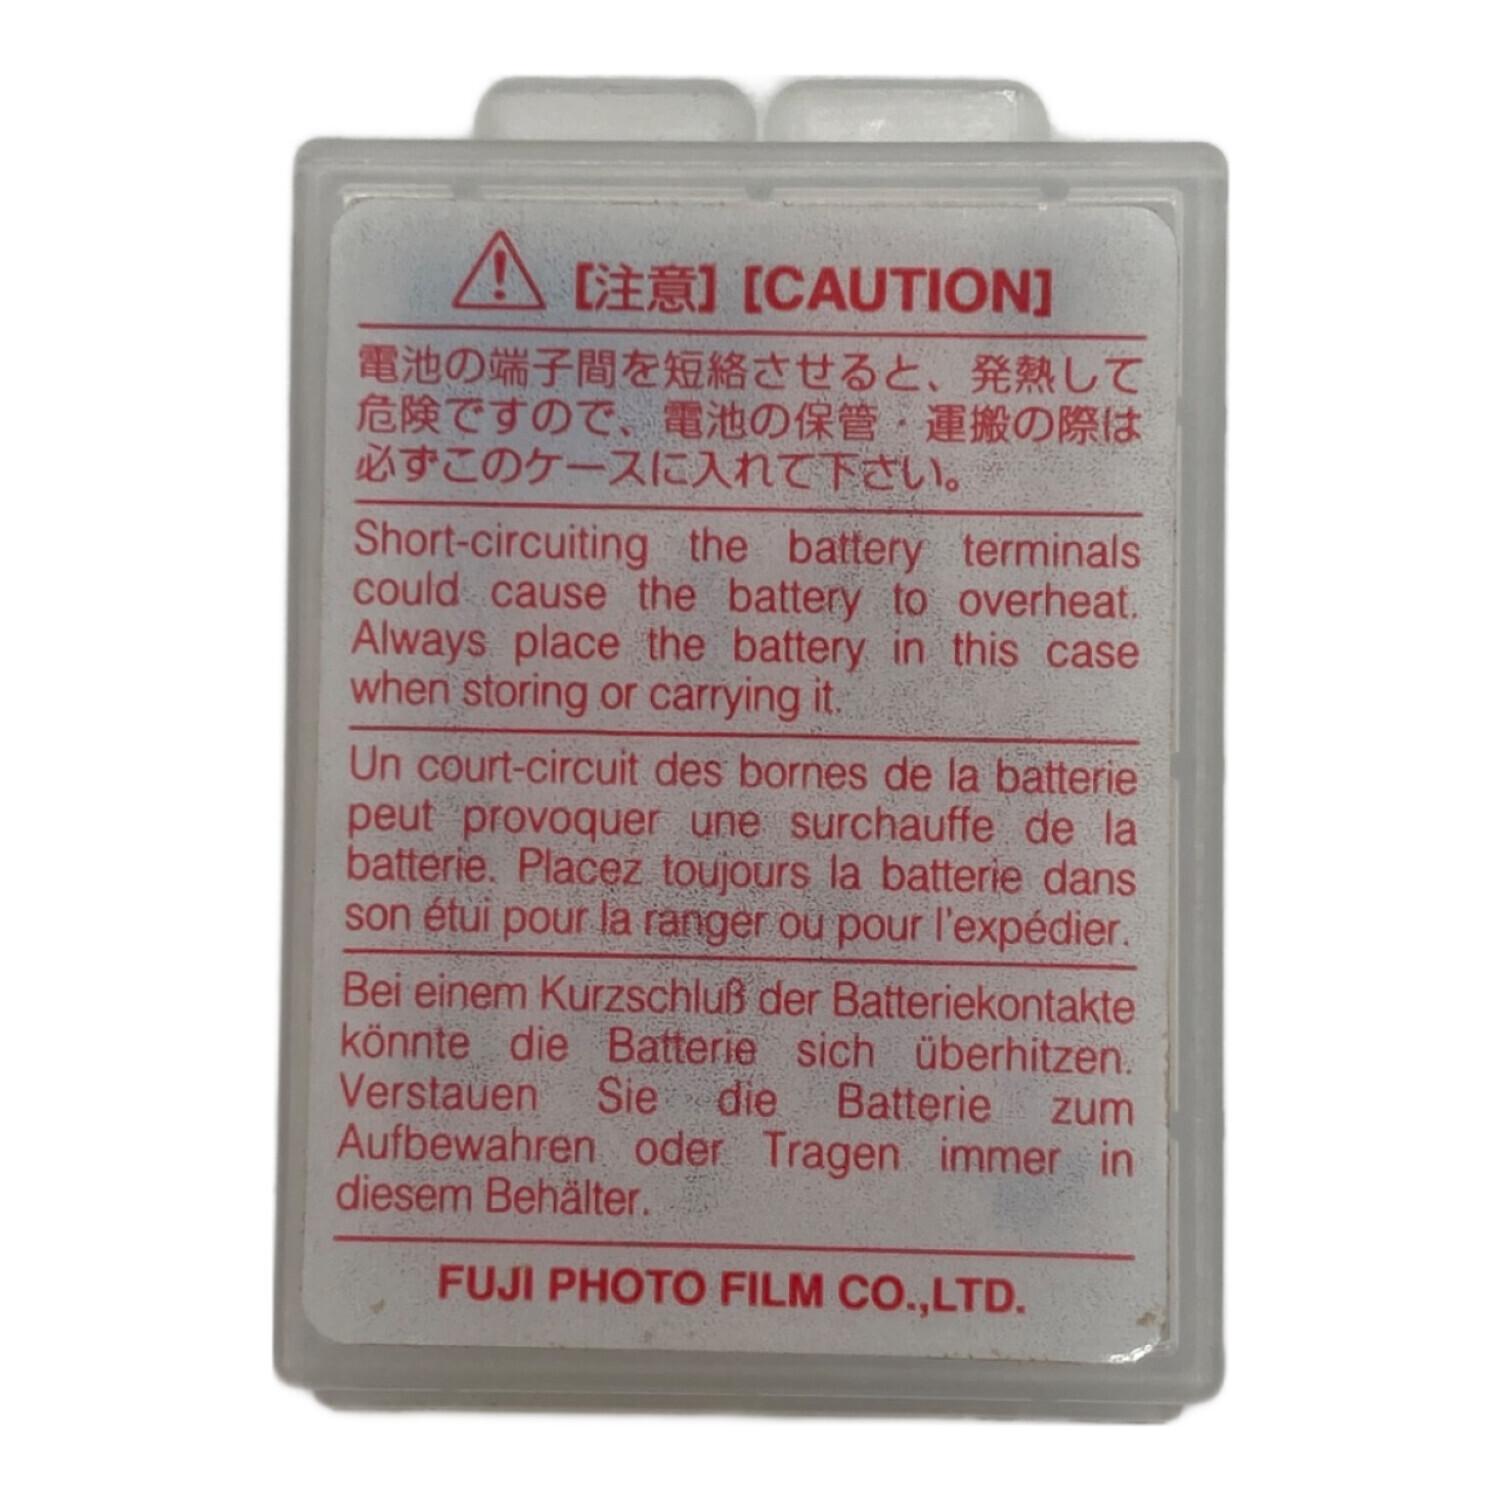 [注意] [CAUTION]
電池の端子間を短絡させると、発熱して
危険ですので、電池の保管・運搬の際は
必ずこのケースに入れて下さい。
Short-circuiting the battery terminals
could cause the battery to overheat.
Always place the battery in this case
when storing or carrying it.
Un court-circuit des bornes de la batterie
peut provoquer une surchauffe de la
batterie. Placez toujours la batterie dans
son étui pour la ranger ou pour l'expédier.
Bei einem Kurzschluß der Batteriekontakte
könnte die Batterie sich überhitzen.
Verstauen Sie die Batterie zum
Aufbewahren oder Tragen immer in
diesem Behälter.
FUJI PHOTO FILM CO.,LTD.